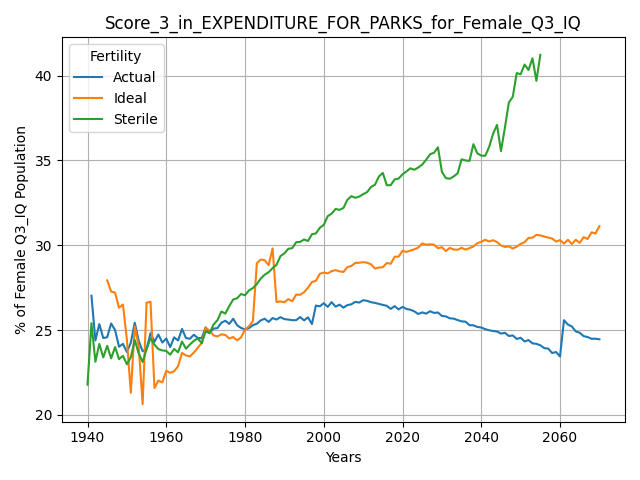 Score_3_in_EXPENDITURE_FOR_PARKS_for_Female_Q3_IQ
Fertility
Actual
Ideal
Sterile
% of Female Q3_IQ Population
40
35
30
25
20
1940
1960
1980
2000
2020
2040
2060
Years